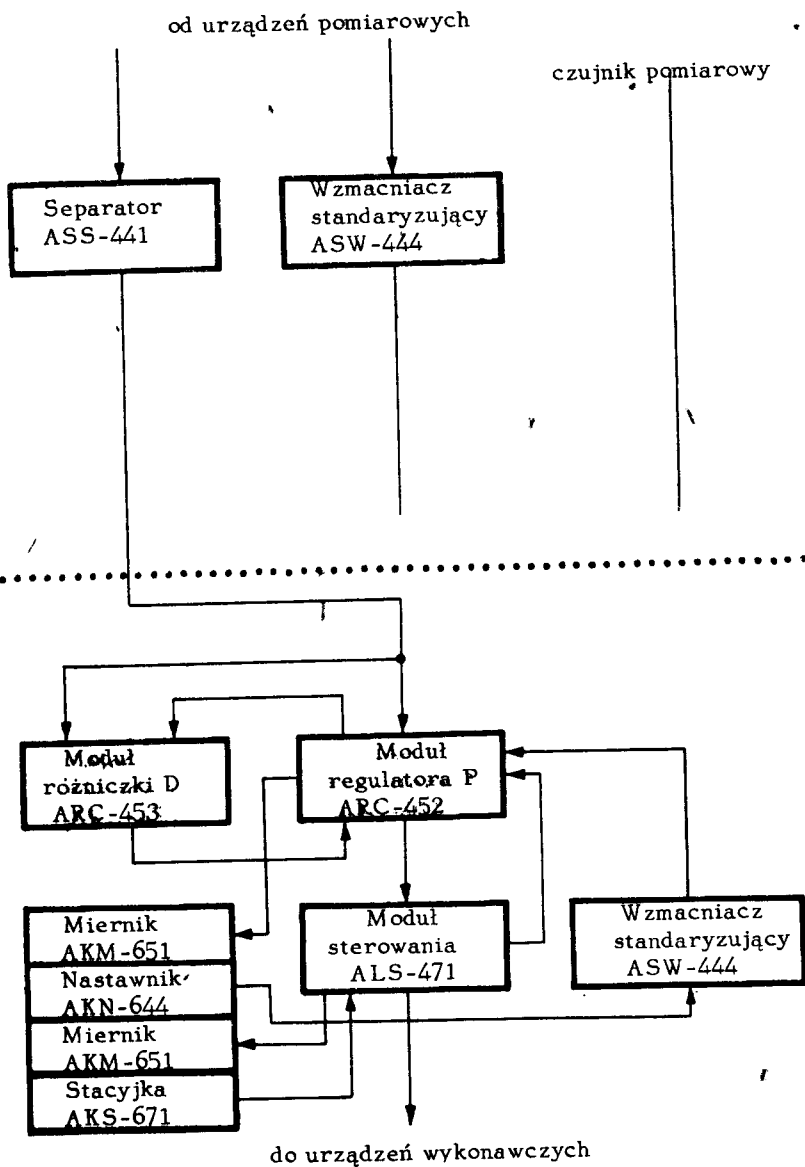 od urządzeń pomiarowych
czujnik pomiarowy
Separator
ASS-441
Wzmacniacz
standaryzujący
ASW-444
Moduł
różniczki D
ARC-453
Moduł
regulatora P
ARC-452
Miernik
AKM-651
Nastawnik
AKN-644
Miernik
AKM-651
Stacyjka
AKS-671
Moduł
sterowania
ALS-471
Wzmacniacz
standaryzujący
ASW-444
do urządzeń wykonawczych